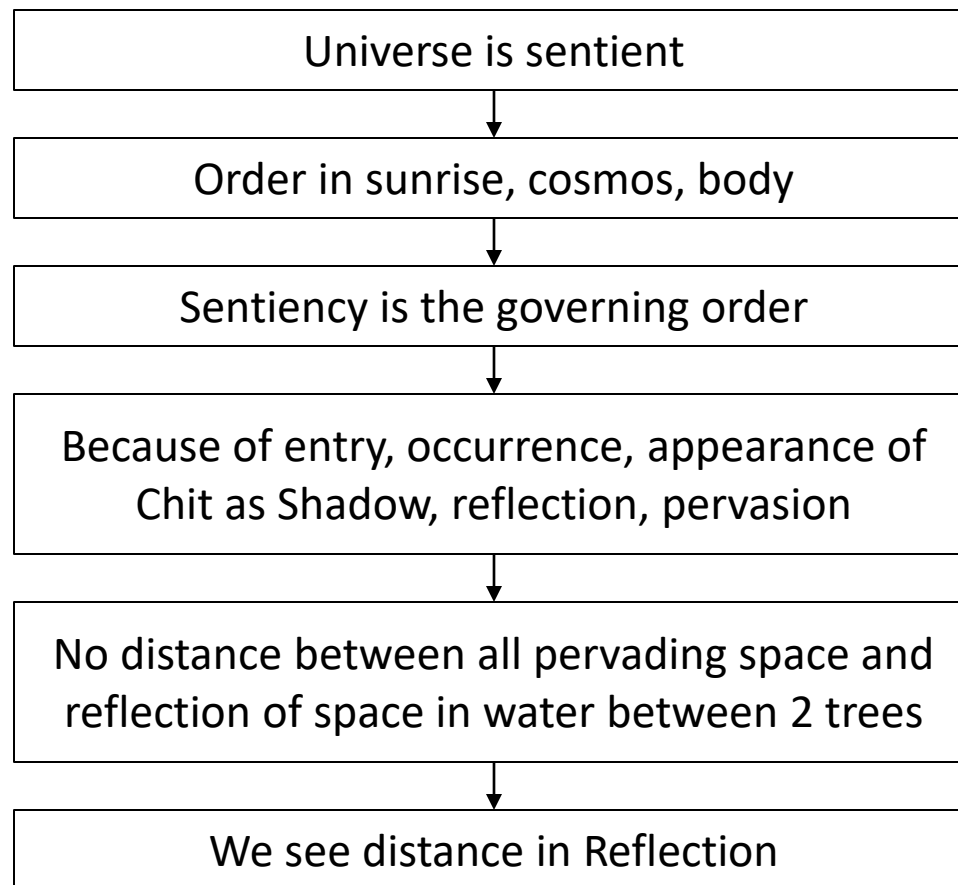 Universe is sentient
Order in sunrise, cosmos, body
Sentiency is the governing order
Because of entry, occurrence, appearance of
Chit as Shadow, reflection, pervasion
No distance between all pervading space and
reflection of space in water between 2 trees
We see distance in Reflection